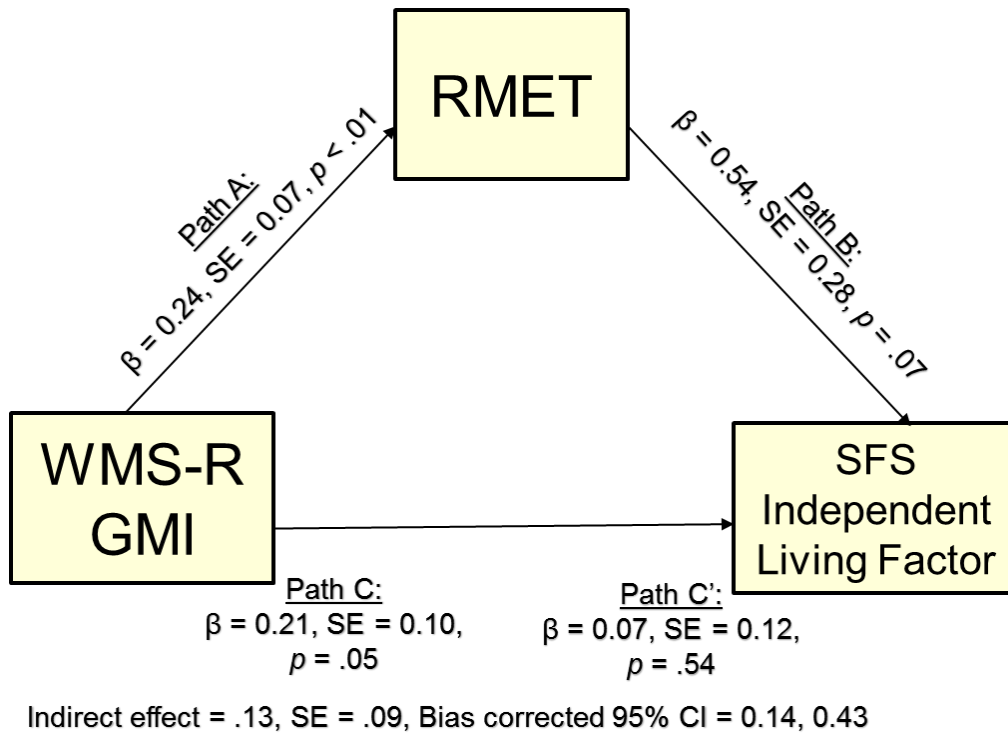 RMET
Path A:
β = 0.24, SE = 0.07, p < .01
Path B:
β = 0.54, SE = 0.28, p = .07
WMS-R
GMI
SFS
Independent
Living Factor
Path C:
β = 0.21, SE = 0.10,
p = .05
Path C’:
β = 0.07, SE = 0.12,
p = .54
Indirect effect = .13, SE = .09, Bias corrected 95% CI = 0.14, 0.43